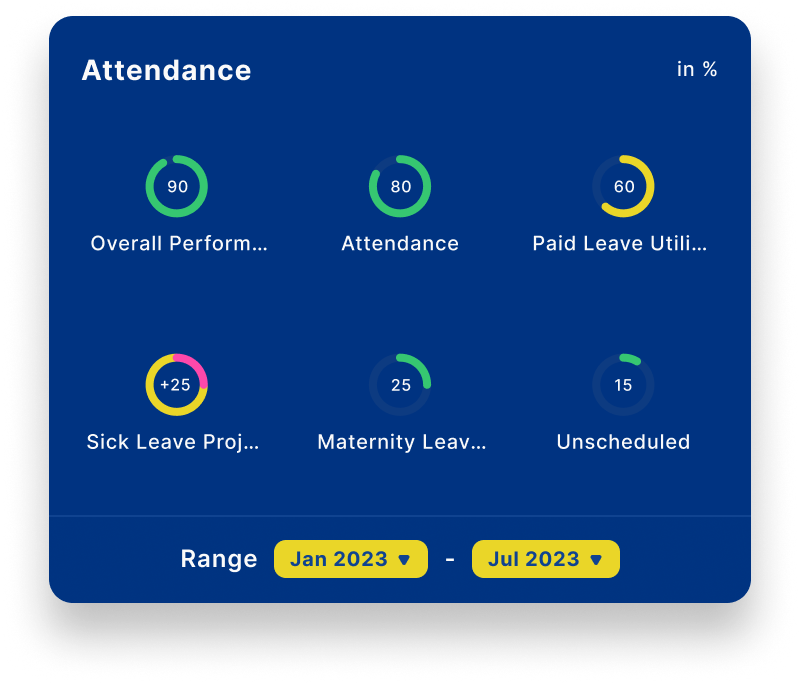 Attendance
in %
90
80
60
Overall Perform...
Attendance
Paid Leave Utili...
+25
25
15
Sick Leave Proj...
Maternity Leav...
Unscheduled
Range Jan 2023 - Jul 2023